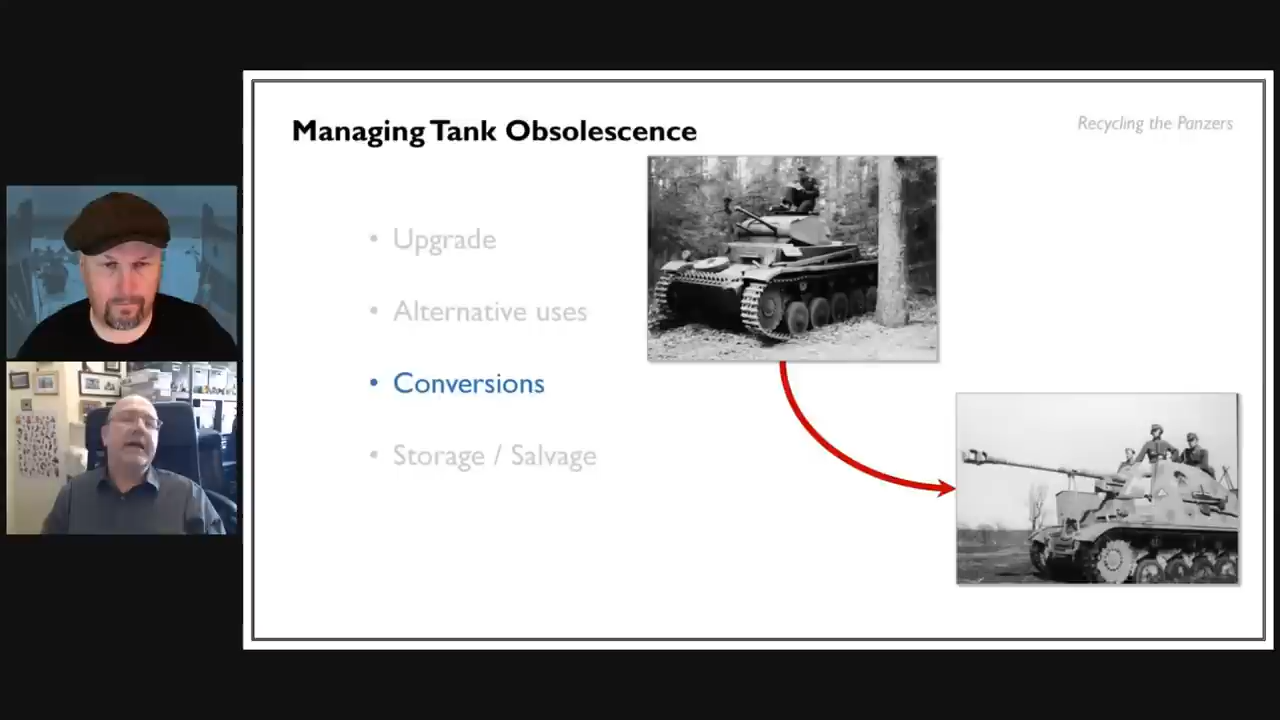 Managing Tank Obsolescence
Recycling the Panzers
• Upgrade
• Alternative uses
• Conversions
• Storage / Salvage